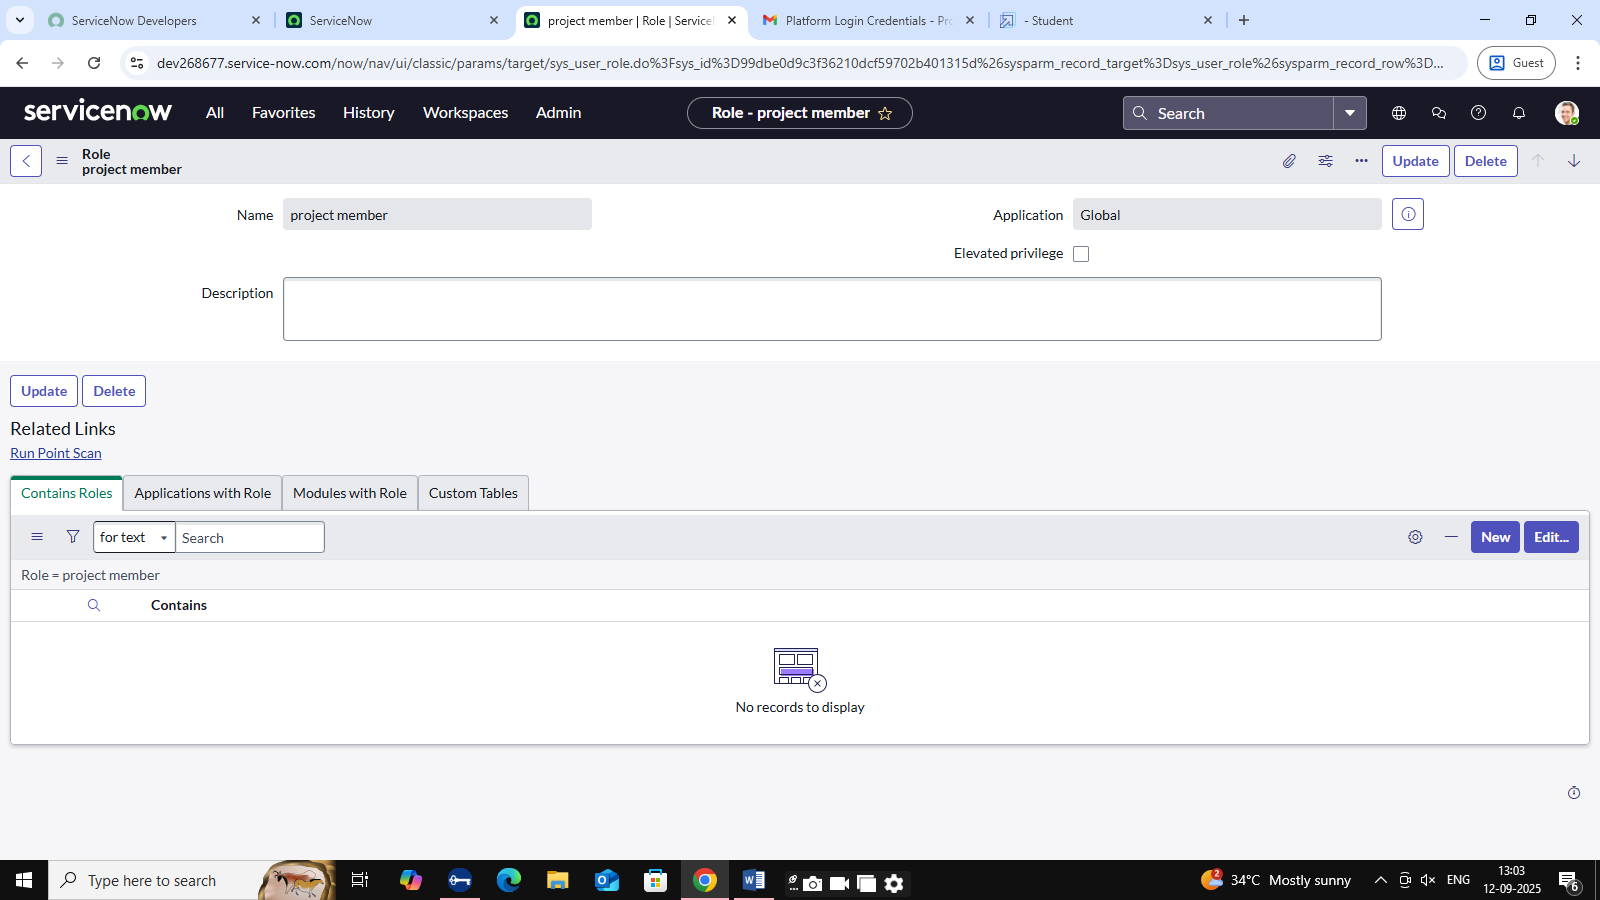 ServiceNow Developers
ServiceNow
project member | Role | Service
Platform Login Credentials - Pr
- Student
dev268677.service-now.com/now/nav/ui/classic/params/target/sys_user_role.do%3Fsys_id%3D99dbe0d9c3f36210dcf59702b401315d%26sysparm_record_target%3Dsys_user_role%26sysparm_record_row%3D...
Guest
servicenow
All
Favorites
History
Workspaces
Admin
Role - project member
Search
Role
project member
Update
Delete
Name
project member
Application
Global
Elevated privilege
Description
Update
Delete
Related Links
Run Point Scan
Contains Roles
Applications with Role
Modules with Role
Custom Tables
for text
Search
New
Edit...
Role = project member
Contains
No records to display
Type here to search
2
34°C Mostly sunny
ENG
13:03
12-09-2025
6